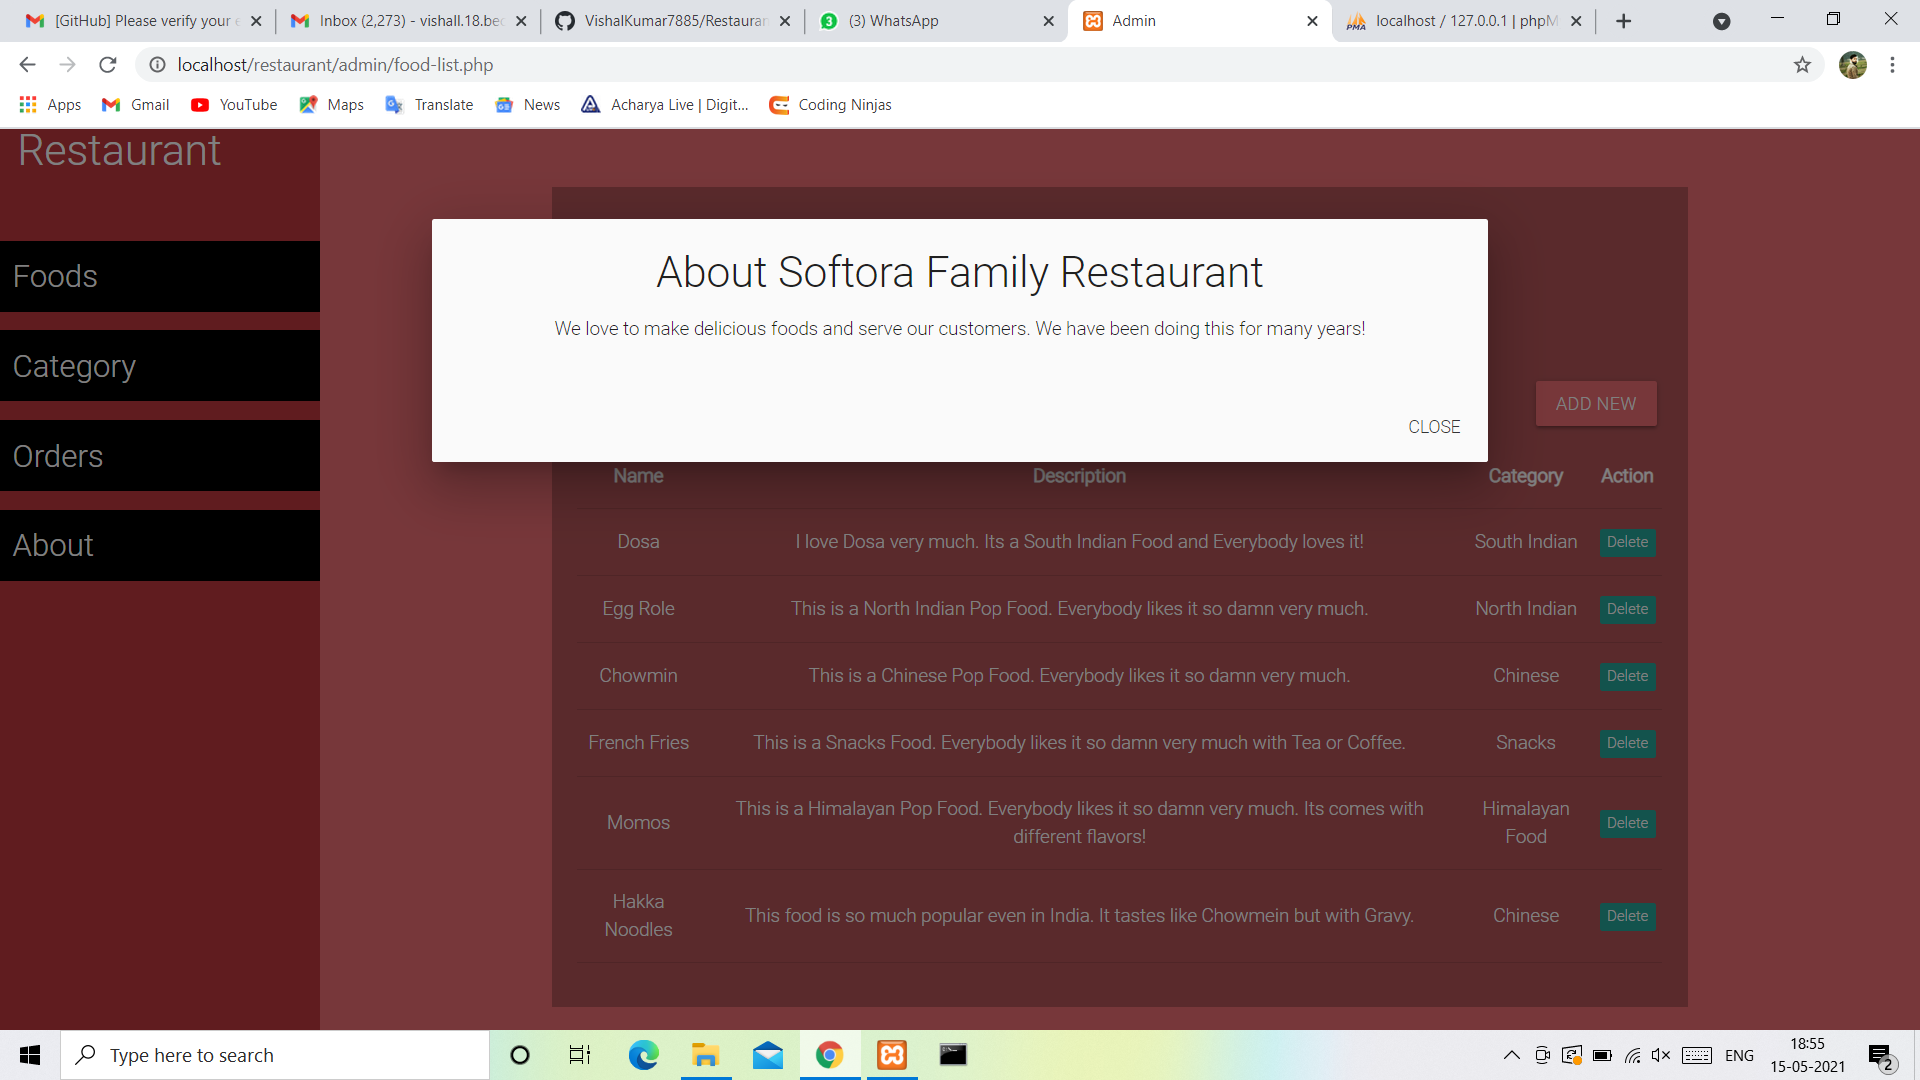 [GitHub] Please verify your e
Inbox (2,273) - vishall.18.bec
VishalKumar7885/Restauran
(3) WhatsApp
Admin
localhost / 127.0.0.1 | phpM
localhost/restaurant/admin/food-list.php
Apps
Gmail
YouTube
Maps
Translate
News
Acharya Live | Digit...
Coding Ninjas
Restaurant
Foods
Category
Orders
About
About Softora Family Restaurant
We love to make delicious foods and serve our customers. We have been doing this for many years!
CLOSE
ADD NEW
Name Description Category Action
Dosa I love Dosa very much. Its a South Indian Food and Everybody loves it! South Indian Delete
Egg Role This is a North Indian Pop Food. Everybody likes it so damn very much. North Indian Delete
Chowmin This is a Chinese Pop Food. Everybody likes it so damn very much. Chinese Delete
French Fries This is a Snacks Food. Everybody likes it so damn very much with Tea or Coffee. Snacks Delete
Momos This is a Himalayan Pop Food. Everybody likes it so damn very much. Its comes with different flavors! Himalayan Food Delete
Hakka Noodles This food is so much popular even in India. It tastes like Chowmein but with Gravy. Chinese Delete
Type here to search
ENG
18:55
15-05-2021
2